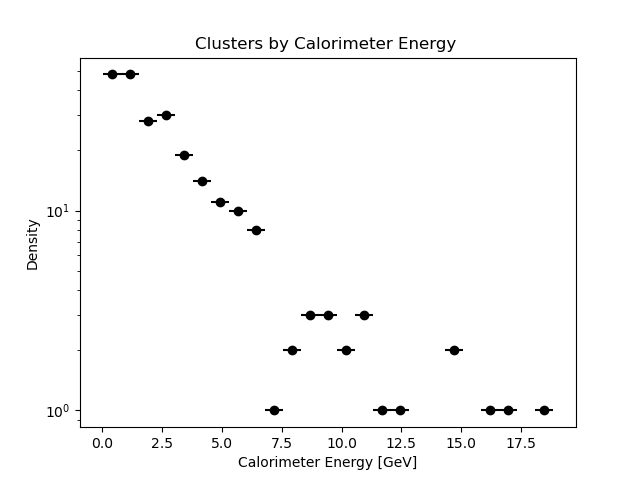 Clusters by Calorimeter Energy
Density
10¹
10⁰
0.0 2.5 5.0 7.5 10.0 12.5 15.0 17.5
Calorimeter Energy [GeV]